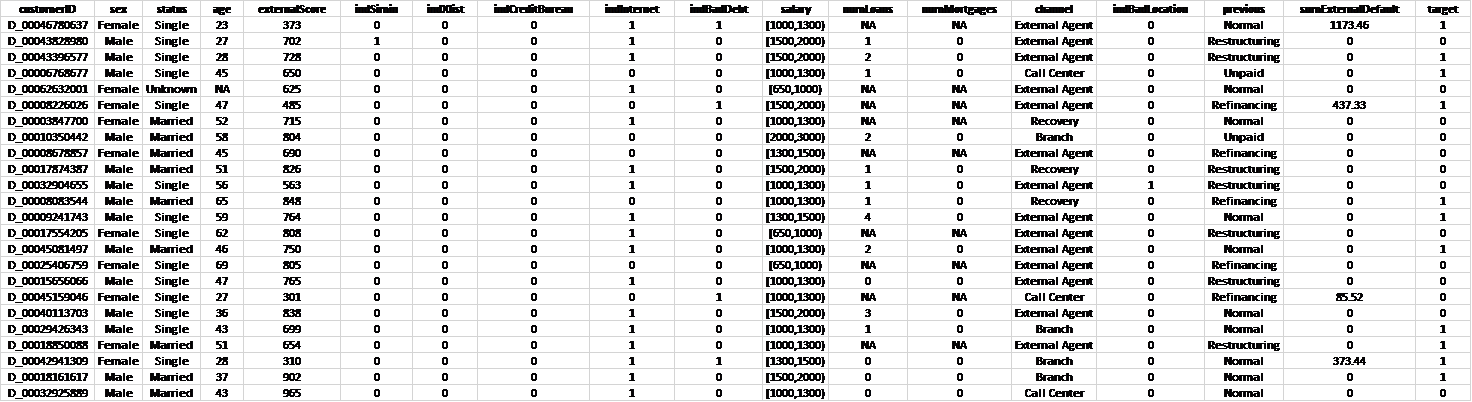 customerID sex status age externalScore indSimin indXlist indCreditBureau indInternet indBadDebt salary numLoans numMortgages channel indBadLocation previous sumExternalDefault target
D_00046780637 Female Single 23 373 0 0 0 1 1 [1000,1300) NA NA External Agent 0 Normal 1173.46 1
D_00043828980 Male Single 27 702 1 0 0 1 0 [1500,2000) 1 0 External Agent 0 Restructuring 0 0
D_00043396577 Male Single 28 728 0 0 0 1 0 [1500,2000) 2 0 External Agent 0 Restructuring 0 1
D_00006768677 Male Single 45 650 0 0 0 0 0 [1000,1300) 1 0 Call Center 0 Unpaid 0 1
D_00062632001 Female Unknown NA 625 0 0 0 1 0 [650,1000) NA NA External Agent 0 Normal 0 0
D_00008226026 Female Single 47 485 0 0 0 0 1 [1500,2000) NA NA External Agent 0 Refinancing 437.33 1
D_00003847700 Female Married 52 715 0 0 0 1 0 [1000,1300) NA NA Recovery 0 Normal 0 0
D_00010350442 Male Married 58 804 0 0 0 0 0 [2000,3000) 2 0 Branch 0 Unpaid 0 0
D_00008678857 Female Married 45 690 0 0 0 0 0 [1300,1500) NA NA External Agent 0 Refinancing 0 0
D_00017874387 Male Married 51 826 0 0 0 1 0 [1500,2000) 1 0 Recovery 0 Restructuring 0 0
D_00032904655 Male Single 56 563 0 0 0 1 0 [1000,1300) 1 0 External Agent 1 Restructuring 0 0
D_00008083544 Male Married 65 848 0 0 0 0 0 [1000,1300) 1 0 Recovery 0 Refinancing 0 1
D_00009241743 Male Single 59 764 0 0 0 1 0 [1300,1500) 4 0 External Agent 0 Normal 0 1
D_00017554205 Female Single 62 808 0 0 0 1 0 [650,1000) NA NA External Agent 0 Restructuring 0 0
D_00045081497 Male Married 46 750 0 0 0 1 0 [1000,1300) 2 0 External Agent 0 Normal 0 1
D_00025406759 Female Single 69 805 0 0 0 0 0 [650,1000) NA NA External Agent 0 Refinancing 0 0
D_00015656066 Male Single 47 765 0 0 0 1 0 [1000,1300) 0 0 External Agent 0 Restructuring 0 0
D_00045159046 Female Single 27 301 0 0 0 0 1 [1000,1300) NA NA Call Center 0 Refinancing 85.52 0
D_00040113703 Male Single 36 838 0 0 0 1 0 [1500,2000) 3 0 External Agent 0 Normal 0 0
D_00029426343 Male Single 43 699 0 0 0 1 0 [1000,1300) 1 0 Branch 0 Normal 0 1
D_00018850088 Female Married 51 654 0 0 0 1 0 [1000,1300) NA NA External Agent 0 Restructuring 0 1
D_00042941309 Female Single 28 310 0 0 0 1 1 [1300,1500) 0 0 Branch 0 Normal 373.44 1
D_00018161617 Male Married 37 902 0 0 0 1 0 [1500,2000) 0 0 Branch 0 Normal 0 1
D_00032925889 Male Married 43 965 0 0 0 1 0 [1000,1300) 0 0 Call Center 0 Normal 0 0